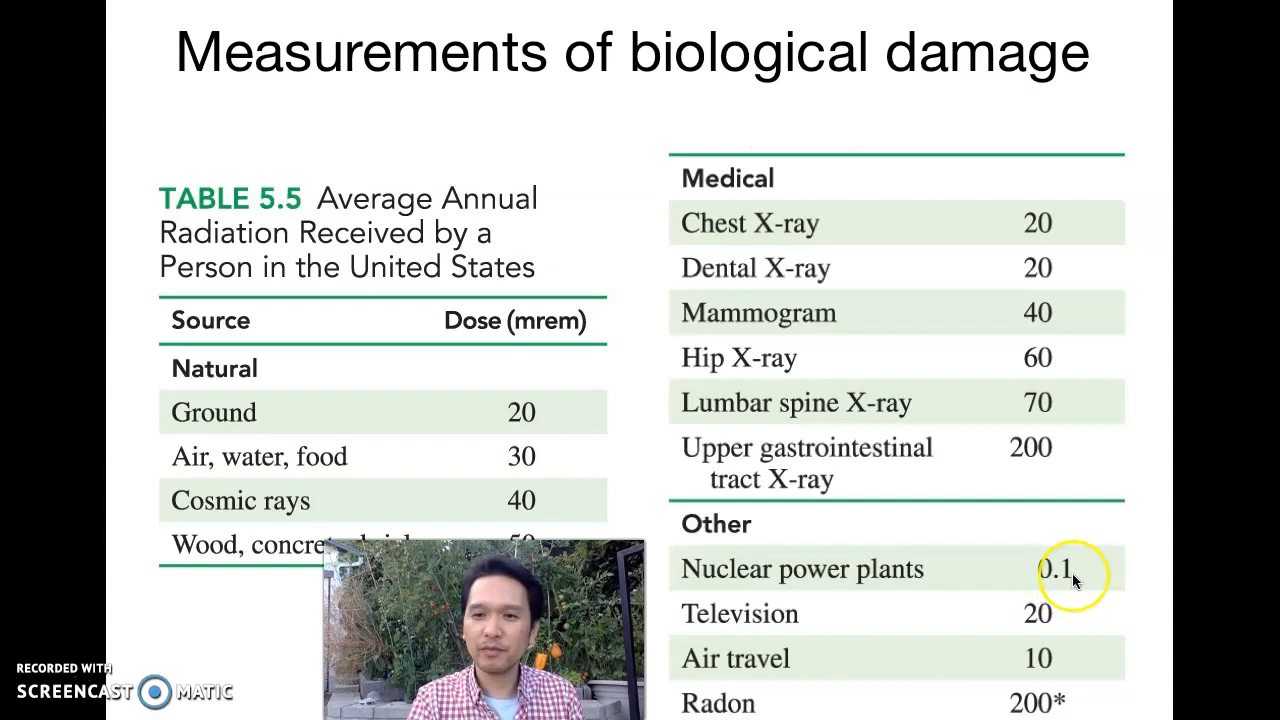 Measurements of biological damage
TABLE 5.5 Average Annual
Radiation Received by a
Person in the United States
Source Dose (mrem)
Natural
Ground 20
Air, water, food 30
Cosmic rays 40
Wood, 50
Medical
Chest X-ray 20
Dental X-ray 20
Mammogram 40
Hip X-ray 60
Lumbar spine X-ray 70
Upper gastrointestinal 200
tract X-ray
Other
Nuclear power plants 0.1
Television 20
Air travel 10
Radon 200*
RECORDED WITH
SCREENCAST MATIC